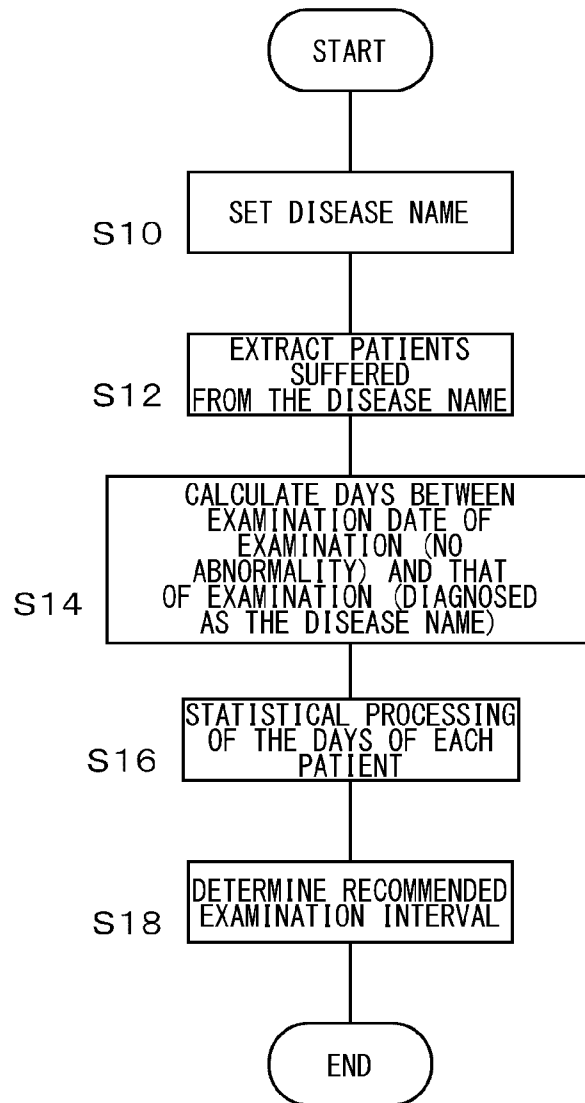 START
S10
SET DISEASE NAME
S12
EXTRACT PATIENTS
SUFFERED
FROM THE DISEASE NAME
S14
CALCULATE DAYS BETWEEN
EXAMINATION DATE OF
EXAMINATION (NO
ABNORMALITY) AND THAT
OF EXAMINATION (DIAGNOSED
AS THE DISEASE NAME)
S16
STATISTICAL PROCESSING
OF THE DAYS OF EACH
PATIENT
S18
DETERMINE RECOMMENDED
EXAMINATION INTERVAL
END